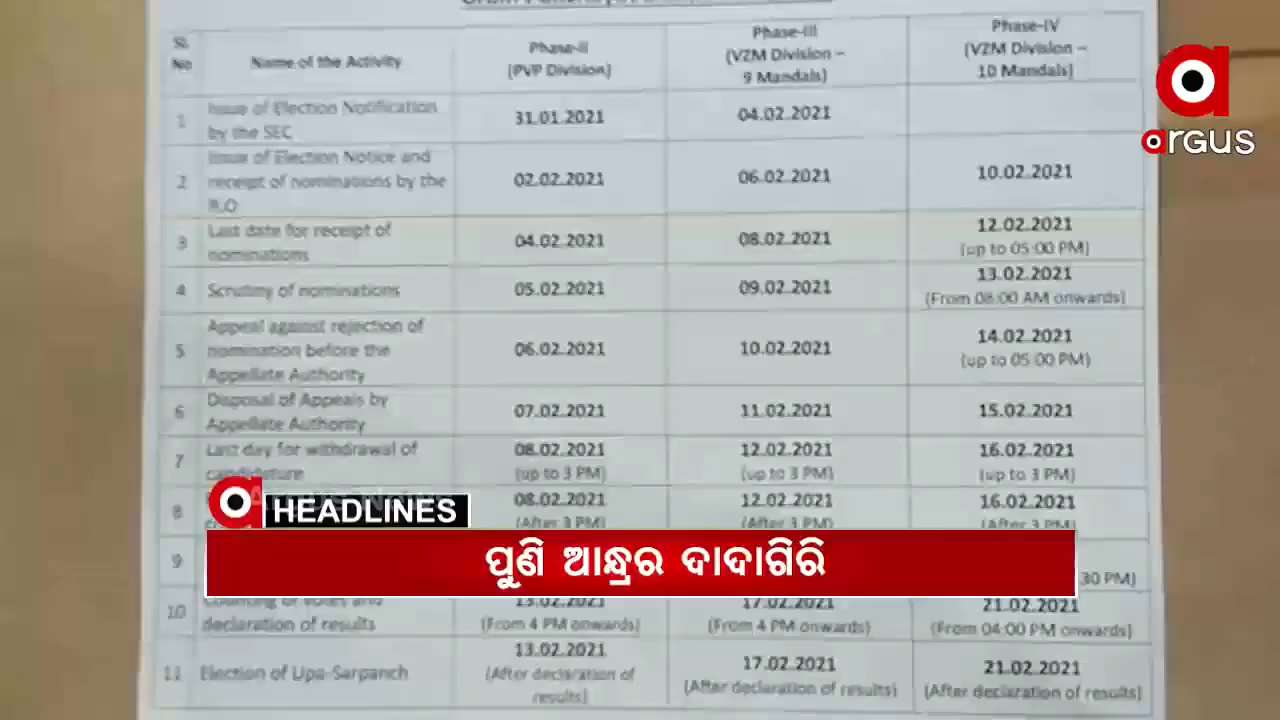 Phase-II
(PVP Division)
Phase-III
(VZM Division –
9 Mandals)
Phase-IV
(VZM Division –
10 Mandals)
Sl.
No
Name of the Activity
1
Issue of Election Notification
by the SEC
31.01.2021
04.02.2021
2
Issue of Election Notice and
receipt of nominations by the
R.O
02.02.2021
06.02.2021
10.02.2021
3
Last date for receipt of
nominations
04.02.2021
08.02.2021
12.02.2021
(up to 05:00 PM)
4
Scrutiny of nominations
05.02.2021
09.02.2021
13.02.2021
(From 08:00 AM onwards)
5
Appeal against rejection of
nomination before the
Appellate Authority
06.02.2021
10.02.2021
14.02.2021
(up to 05:00 PM)
6
Disposal of Appeals by
Appellate Authority
07.02.2021
11.02.2021
15.02.2021
7
Last day for withdrawal of
candidature
08.02.2021
(up to 3 PM)
12.02.2021
(up to 3 PM)
16.02.2021
(up to 3 PM)
8
08.02.2021
(After 3 PM)
12.02.2021
(After 3 PM)
16.02.2021
(After 3 PM)
9
30 PM)
10
Counting of votes and
declaration of results
13.02.2021
(From 4 PM onwards)
17.02.2021
(From 4 PM onwards)
21.02.2021
(From 04:00 PM onwards)
11
Election of Upa-Sarpanch
13.02.2021
(After declaration of
results)
17.02.2021
(After declaration of results)
21.02.2021
(After declaration of results)
argus
HEADLINES
ପୁଣି ଆନ୍ଧ୍ରର ଦାଦାଗିରି